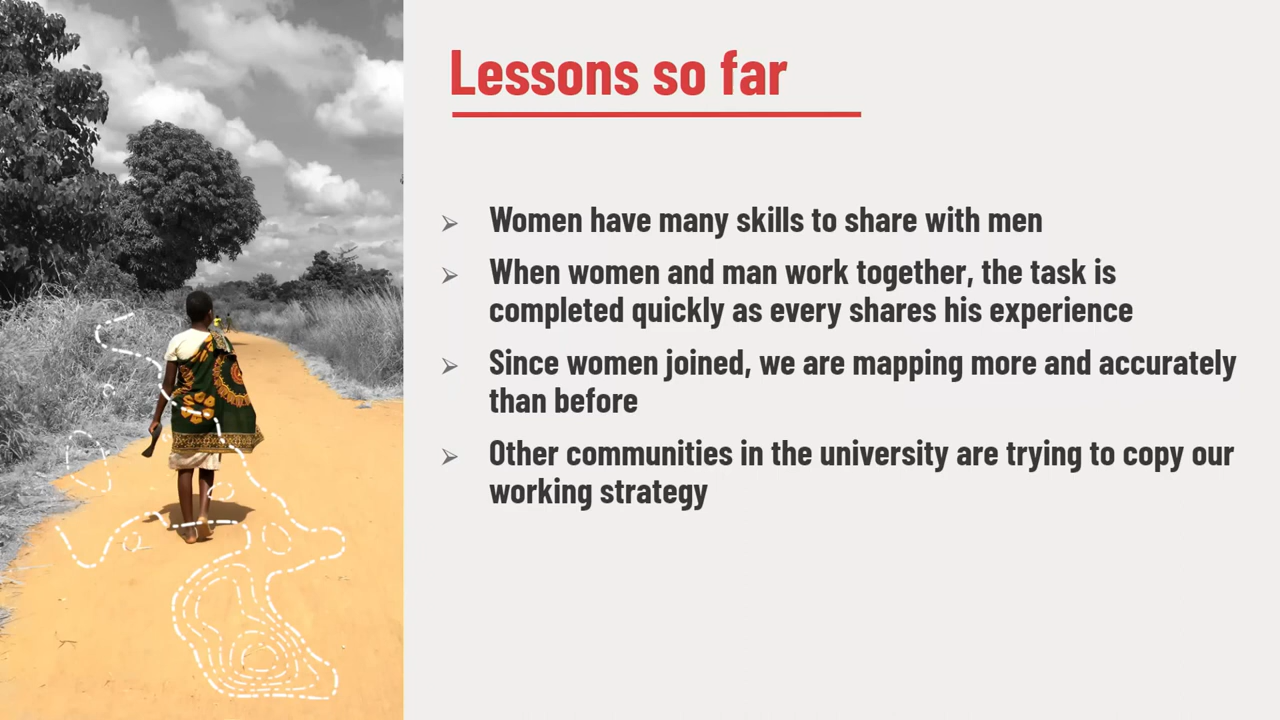 Lessons so far
Women have many skills to share with men
When women and man work together, the task is
completed quickly as every shares his experience
Since women joined, we are mapping more and accurately
than before
Other communities in the university are trying to copy our
working strategy